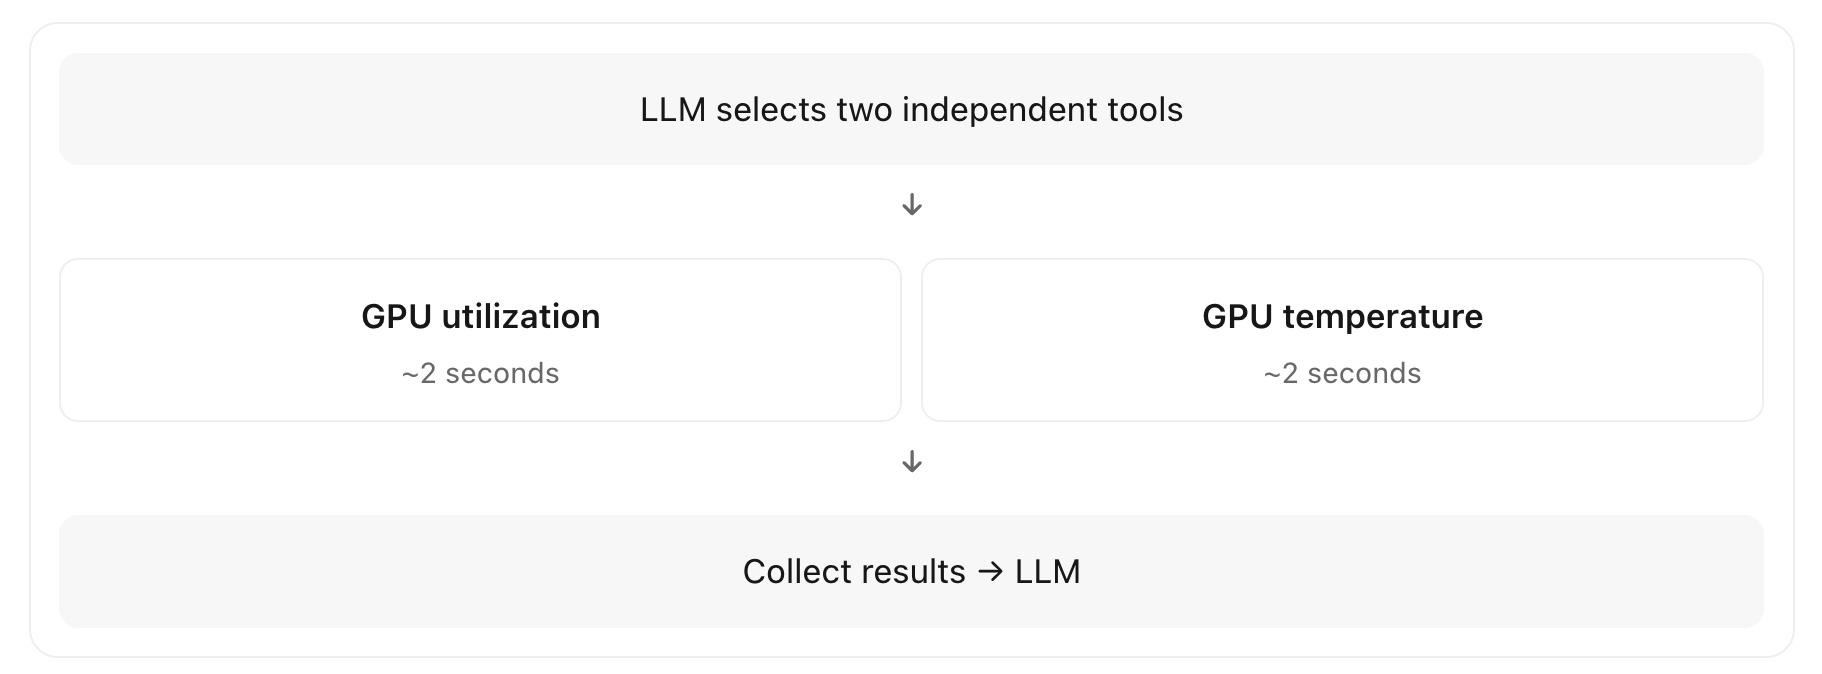 LLM selects two independent tools
↓
GPU utilization
~2 seconds
GPU temperature
~2 seconds
↓
Collect results → LLM